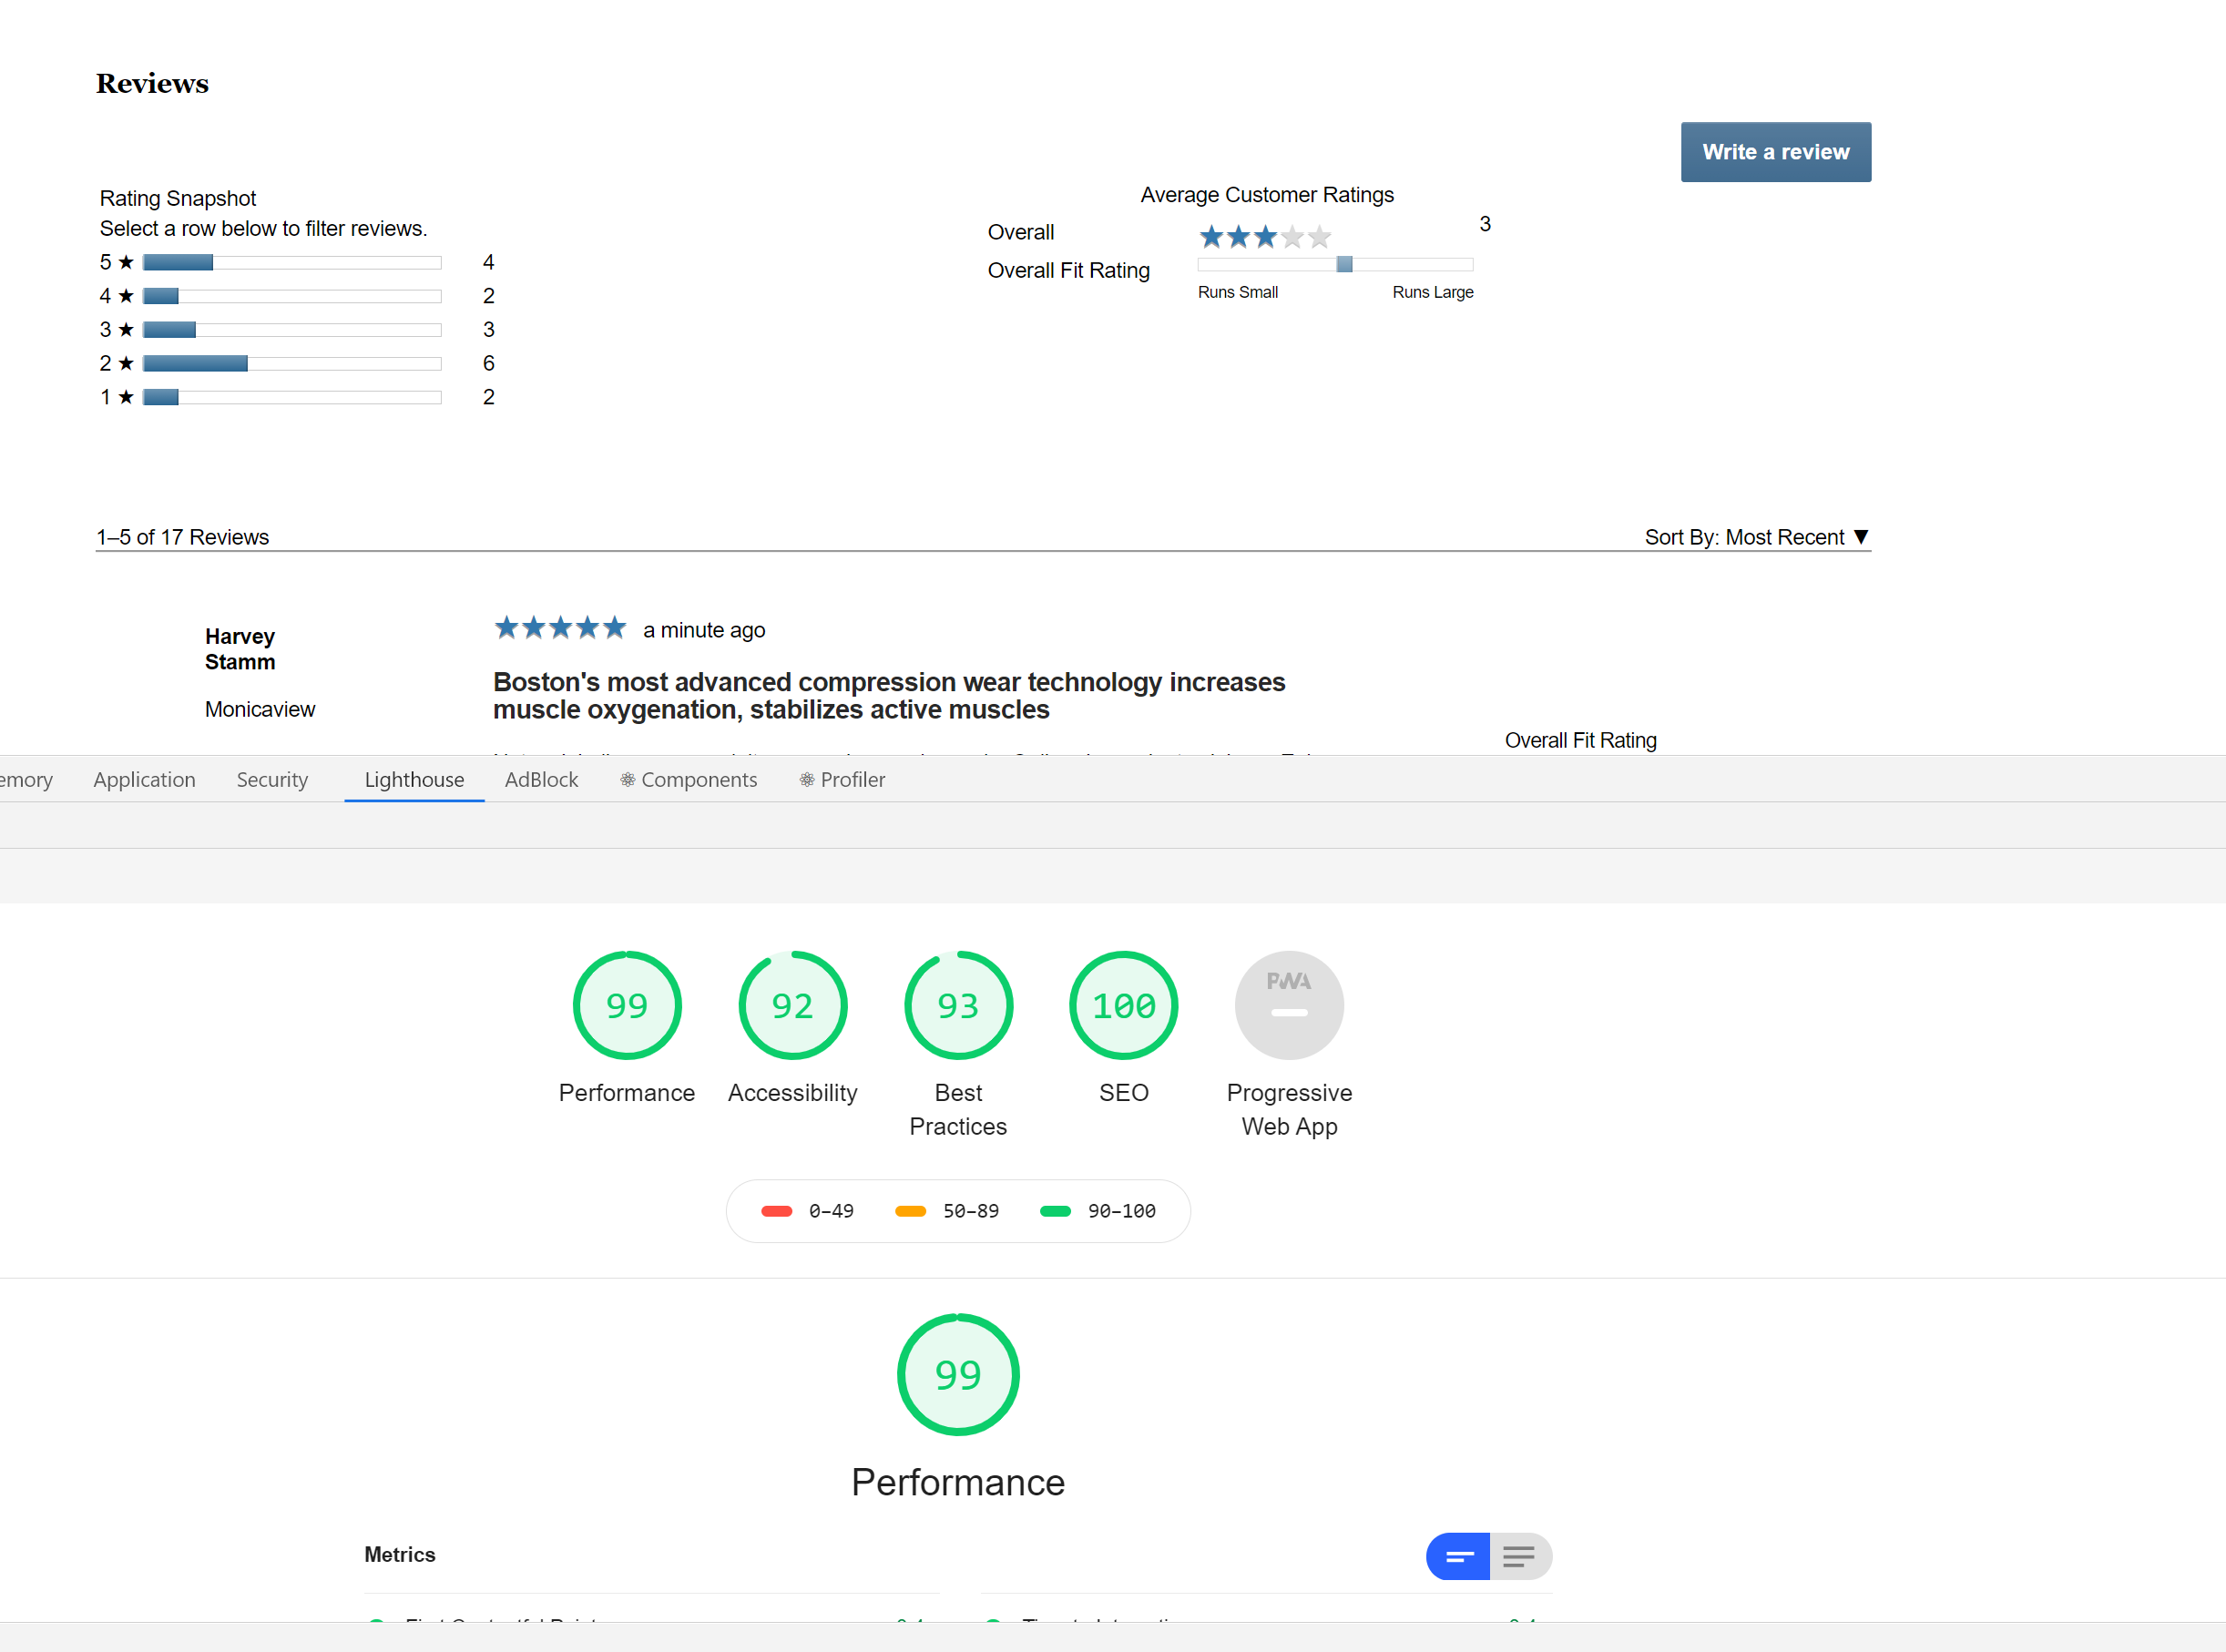 Reviews
Write a review
Rating Snapshot
Select a row below to filter reviews.
5 ★ 4
4 ★ 2
3 ★ 3
2 ★ 6
1 ★ 2
Average Customer Ratings
Overall 3
Overall Fit Rating
Runs Small Runs Large
1–5 of 17 Reviews
Sort By: Most Recent ▼
Harvey
Stamm
Monicaview
a minute ago
Boston's most advanced compression wear technology increases
muscle oxygenation, stabilizes active muscles
Overall Fit Rating
emory Application Security Lighthouse AdBlock Components Profiler
99 92 93 100 PWA
Performance Accessibility Best
Practices SEO Progressive
Web App
0–49 50–89 90–100
99
Performance
Metrics